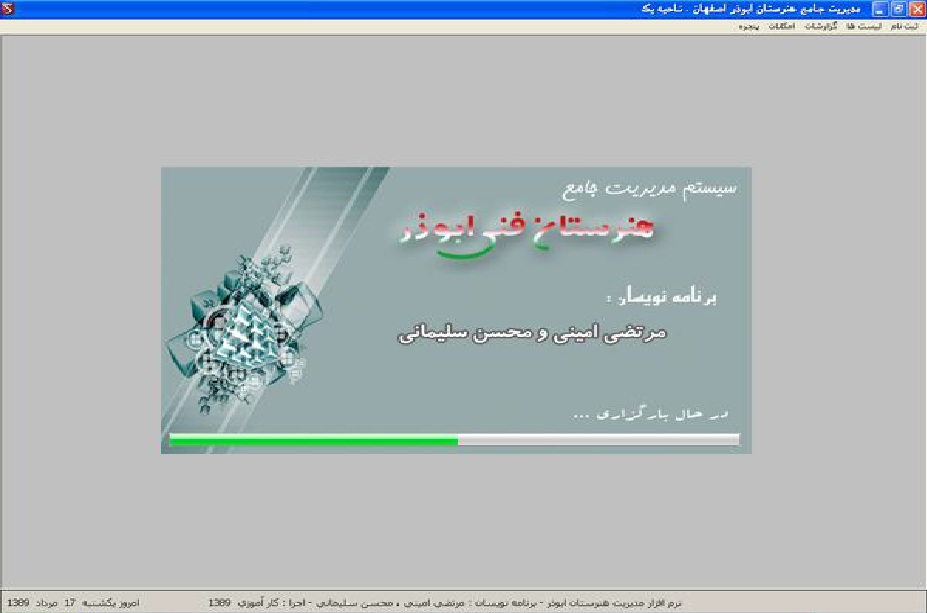 مدیریت جامع هنرستان ابوذر اصفهان - ناحیه یک
ثبت نام لیست ها گزارشات امکانات پنجره
سیستم مدیریت جامع
هنرستان فنی ابوذر
برنامه نویسان :
مرتضی امینی و محسن سلیمانی
در حال بارگزاری ...
نرم افزار مدیریت هنرستان ابوذر - برنامه نویسان : مرتضی امینی ، محسن سلیمانی - اجرا : کار آموزی 1389
امروز یکشنبه 17 مرداد 1389